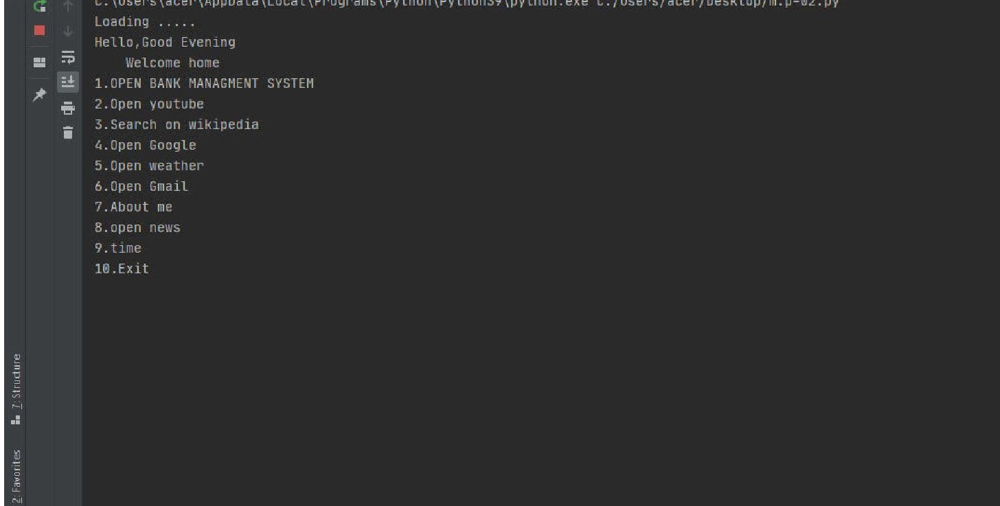 C:\Users\acer\AppData\Local\Programs\Python\Python39\python.exe C:/Users/acer/Desktop/m.p-02.py
Loading .....
Hello,Good Evening
    Welcome home
1.OPEN BANK MANAGMENT SYSTEM
2.Open youtube
3.Search on wikipedia
4.Open Google
5.Open weather
6.Open Gmail
7.About me
8.open news
9.time
10.Exit
7: Structure
2: Favorites